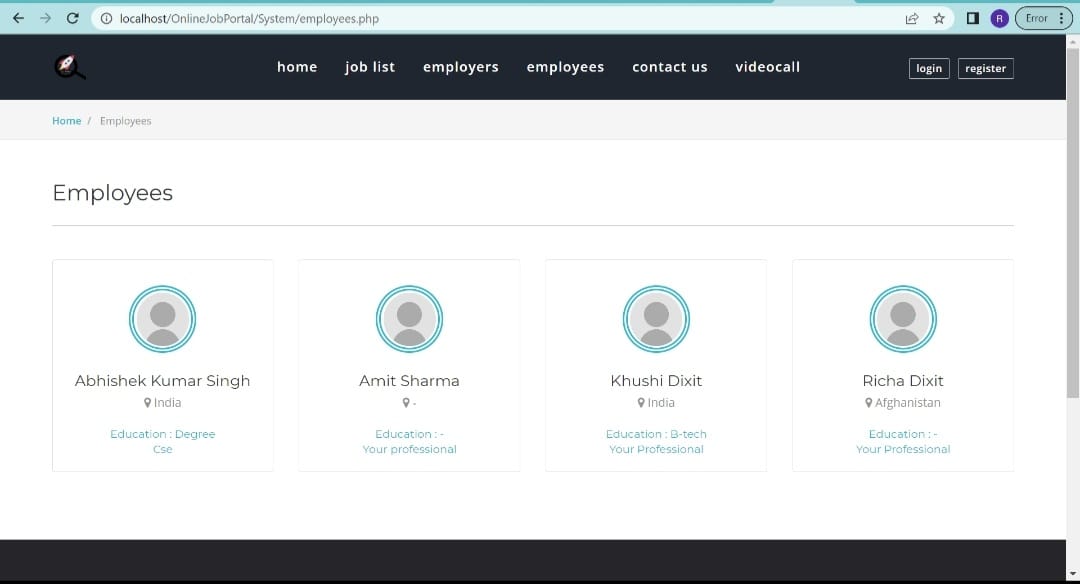 localhost/OnlineJobPortal/System/employees.php
R
Error
home job list employers employees contact us videocall
login register
Home / Employees
Employees
Abhishek Kumar Singh
India
Education : Degree
Cse
Amit Sharma
-
Education : -
Your professional
Khushi Dixit
India
Education : B-tech
Your Professional
Richa Dixit
Afghanistan
Education : -
Your Professional